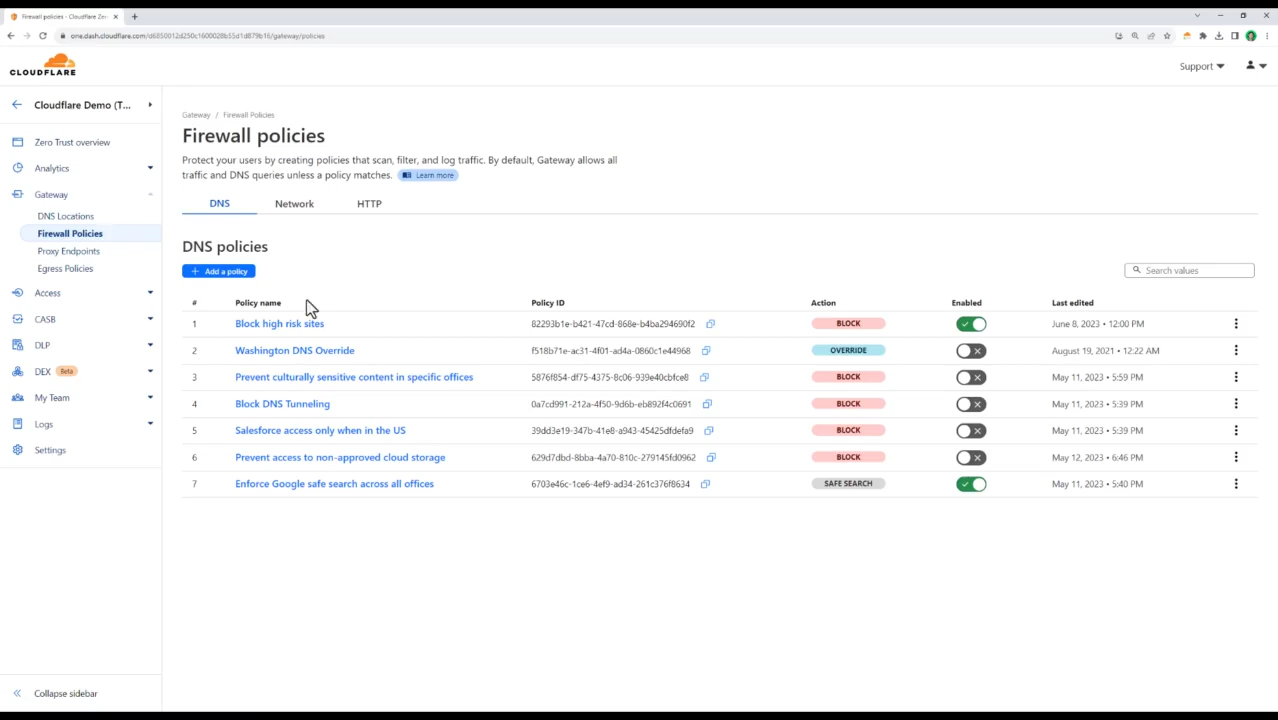 Firewall policies - Cloudflare Zer
one.dash.cloudflare.com/d6850012d250c1600028b55d1d879b16/gateway/policies
CLOUDFLARE
Support
Cloudflare Demo (T...
Zero Trust overview
Analytics
Gateway
DNS Locations
Firewall Policies
Proxy Endpoints
Egress Policies
Access
CASB
DLP
DEX Beta
My Team
Logs
Settings
Collapse sidebar
Gateway / Firewall Policies
Firewall policies
Protect your users by creating policies that scan, filter, and log traffic. By default, Gateway allows all
traffic and DNS queries unless a policy matches. Learn more
DNS Network HTTP
DNS policies
+ Add a policy
Search values
# Policy name Policy ID Action Enabled Last edited
1 Block high risk sites 82293b1e-b421-47cd-868e-b4ba294690f2 BLOCK June 8, 2023 • 12:00 PM
2 Washington DNS Override f518b71e-ac31-4f01-ad4a-0860c1e44968 OVERRIDE August 19, 2021 • 12:22 AM
3 Prevent culturally sensitive content in specific offices 5876f854-df75-4375-8c06-939e40cbfce8 BLOCK May 11, 2023 • 5:59 PM
4 Block DNS Tunneling 0a7cd991-212a-4f50-9d6b-eb892f4c0691 BLOCK May 11, 2023 • 5:39 PM
5 Salesforce access only when in the US 39dd3e19-347b-41e8-a943-45425dfdefa9 BLOCK May 11, 2023 • 5:39 PM
6 Prevent access to non-approved cloud storage 629d7dbd-8bba-4a70-810c-279145fd0962 BLOCK May 12, 2023 • 6:46 PM
7 Enforce Google safe search across all offices 6703e46c-1ce6-4ef9-ad34-261c376f8634 SAFE SEARCH May 11, 2023 • 5:40 PM